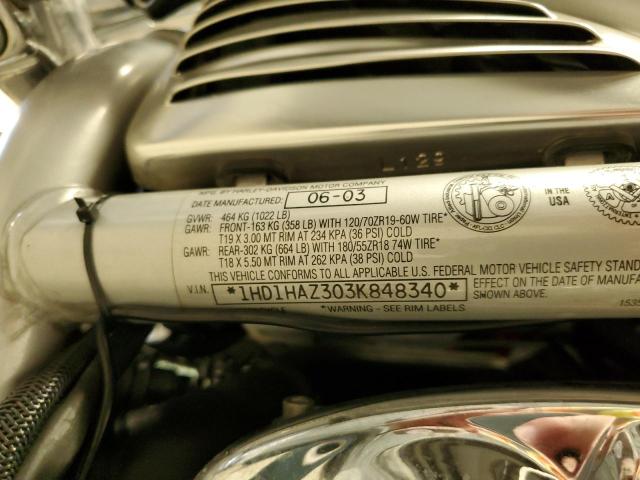 L129
MFG BY HARLEY-DAVIDSON MOTOR COMPANY
DATE MANUFACTURED: 06-03
GVWR: 464 KG (1022 LB)
GAWR: FRONT-163 KG (358 LB) WITH 120/70ZR19-60W TIRE*
T19 X 3.00 MT RIM AT 234 KPA (36 PSI) COLD
GAWR: REAR-302 KG (664 LB) WITH 180/55ZR18 74W TIRE*
T18 X 5.50 MT RIM AT 262 KPA (38 PSI) COLD
THIS VEHICLE CONFORMS TO ALL APPLICABLE U.S. FEDERAL MOTOR VEHICLE SAFETY STAND
EFFECT ON THE DATE OF MANUFA
SHOWN ABOVE.
V.I.N. *1HD1HAZ303K848340*
*WARNING - SEE RIM LABELS
IN THE
USA